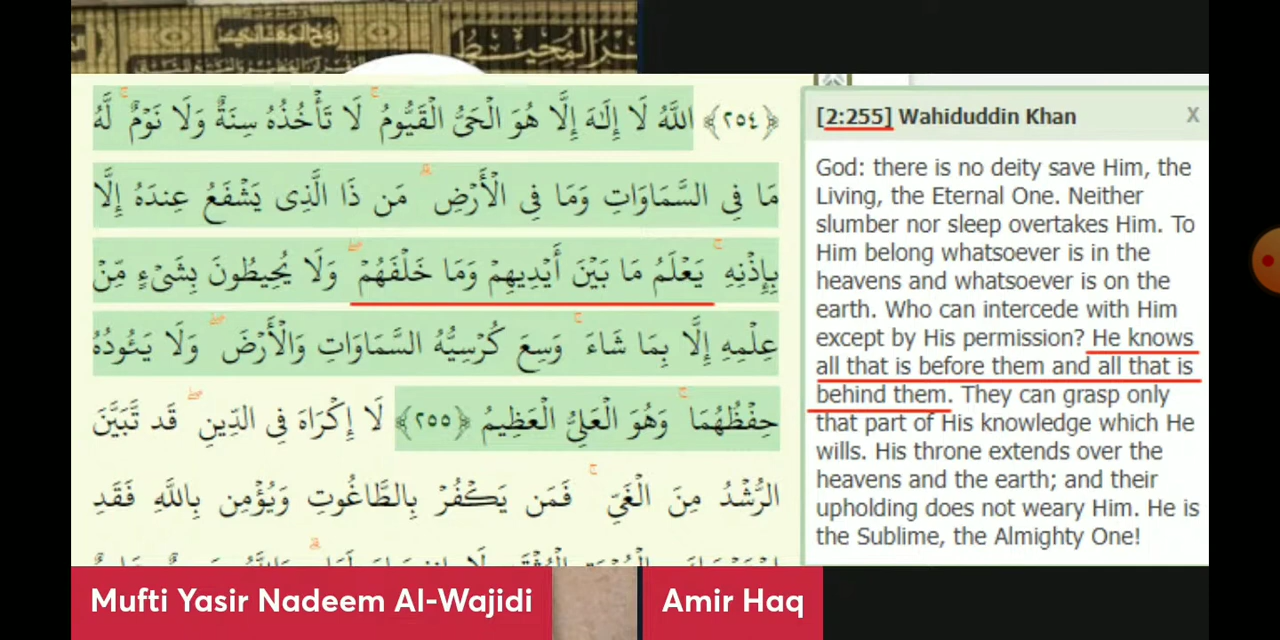 روح المعاني
﴿٢٥٤﴾ اللَّهُ لَا إِلَـٰهَ إِلَّا هُوَ الْحَيُّ الْقَيُّومُ ۚ لَا تَأْخُذُهُ سِنَةٌ وَلَا نَوْمٌ ۚ لَّهُ
مَا فِي السَّمَاوَاتِ وَمَا فِي الْأَرْضِ ۗ مَن ذَا الَّذِي يَشْفَعُ عِندَهُ إِلَّا
بِإِذْنِهِ ۚ يَعْلَمُ مَا بَيْنَ أَيْدِيهِمْ وَمَا خَلْفَهُمْ ۖ وَلَا يُحِيطُونَ بِشَيْءٍ مِّنْ
عِلْمِهِ إِلَّا بِمَا شَاءَ ۚ وَسِعَ كُرْسِيُّهُ السَّمَاوَاتِ وَالْأَرْضَ ۖ وَلَا يَئُودُهُ
حِفْظُهُمَا ۚ وَهُوَ الْعَلِيُّ الْعَظِيمُ ﴿٢٥٥﴾ لَا إِكْرَاهَ فِي الدِّينِ ۖ قَد تَّبَيَّنَ
الرُّشْدُ مِنَ الْغَيِّ ۚ فَمَن يَكْفُرْ بِالطَّاغُوتِ وَيُؤْمِن بِاللَّهِ فَقَدِ
[2:255] Wahiduddin Khan X
God: there is no deity save Him, the
Living, the Eternal One. Neither
slumber nor sleep overtakes Him. To
Him belong whatsoever is in the
heavens and whatsoever is on the
earth. Who can intercede with Him
except by His permission? He knows
all that is before them and all that is
behind them. They can grasp only
that part of His knowledge which He
wills. His throne extends over the
heavens and the earth; and their
upholding does not weary Him. He is
the Sublime, the Almighty One!
Mufti Yasir Nadeem Al-Wajidi
Amir Haq